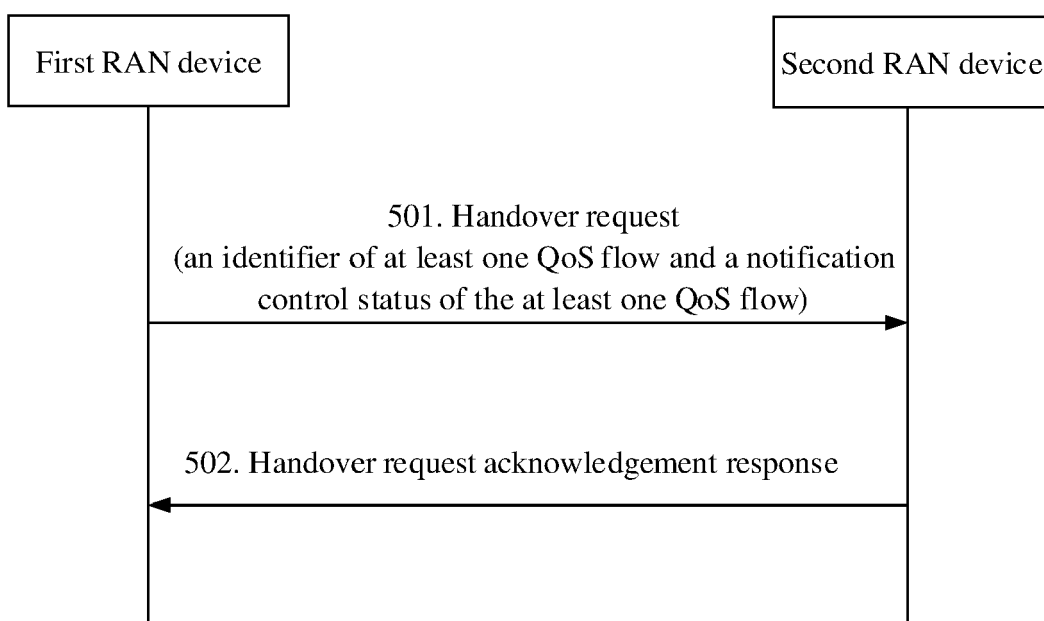 First RAN device
Second RAN device
501. Handover request
(an identifier of at least one QoS flow and a notification
control status of the at least one QoS flow)
502. Handover request acknowledgement response